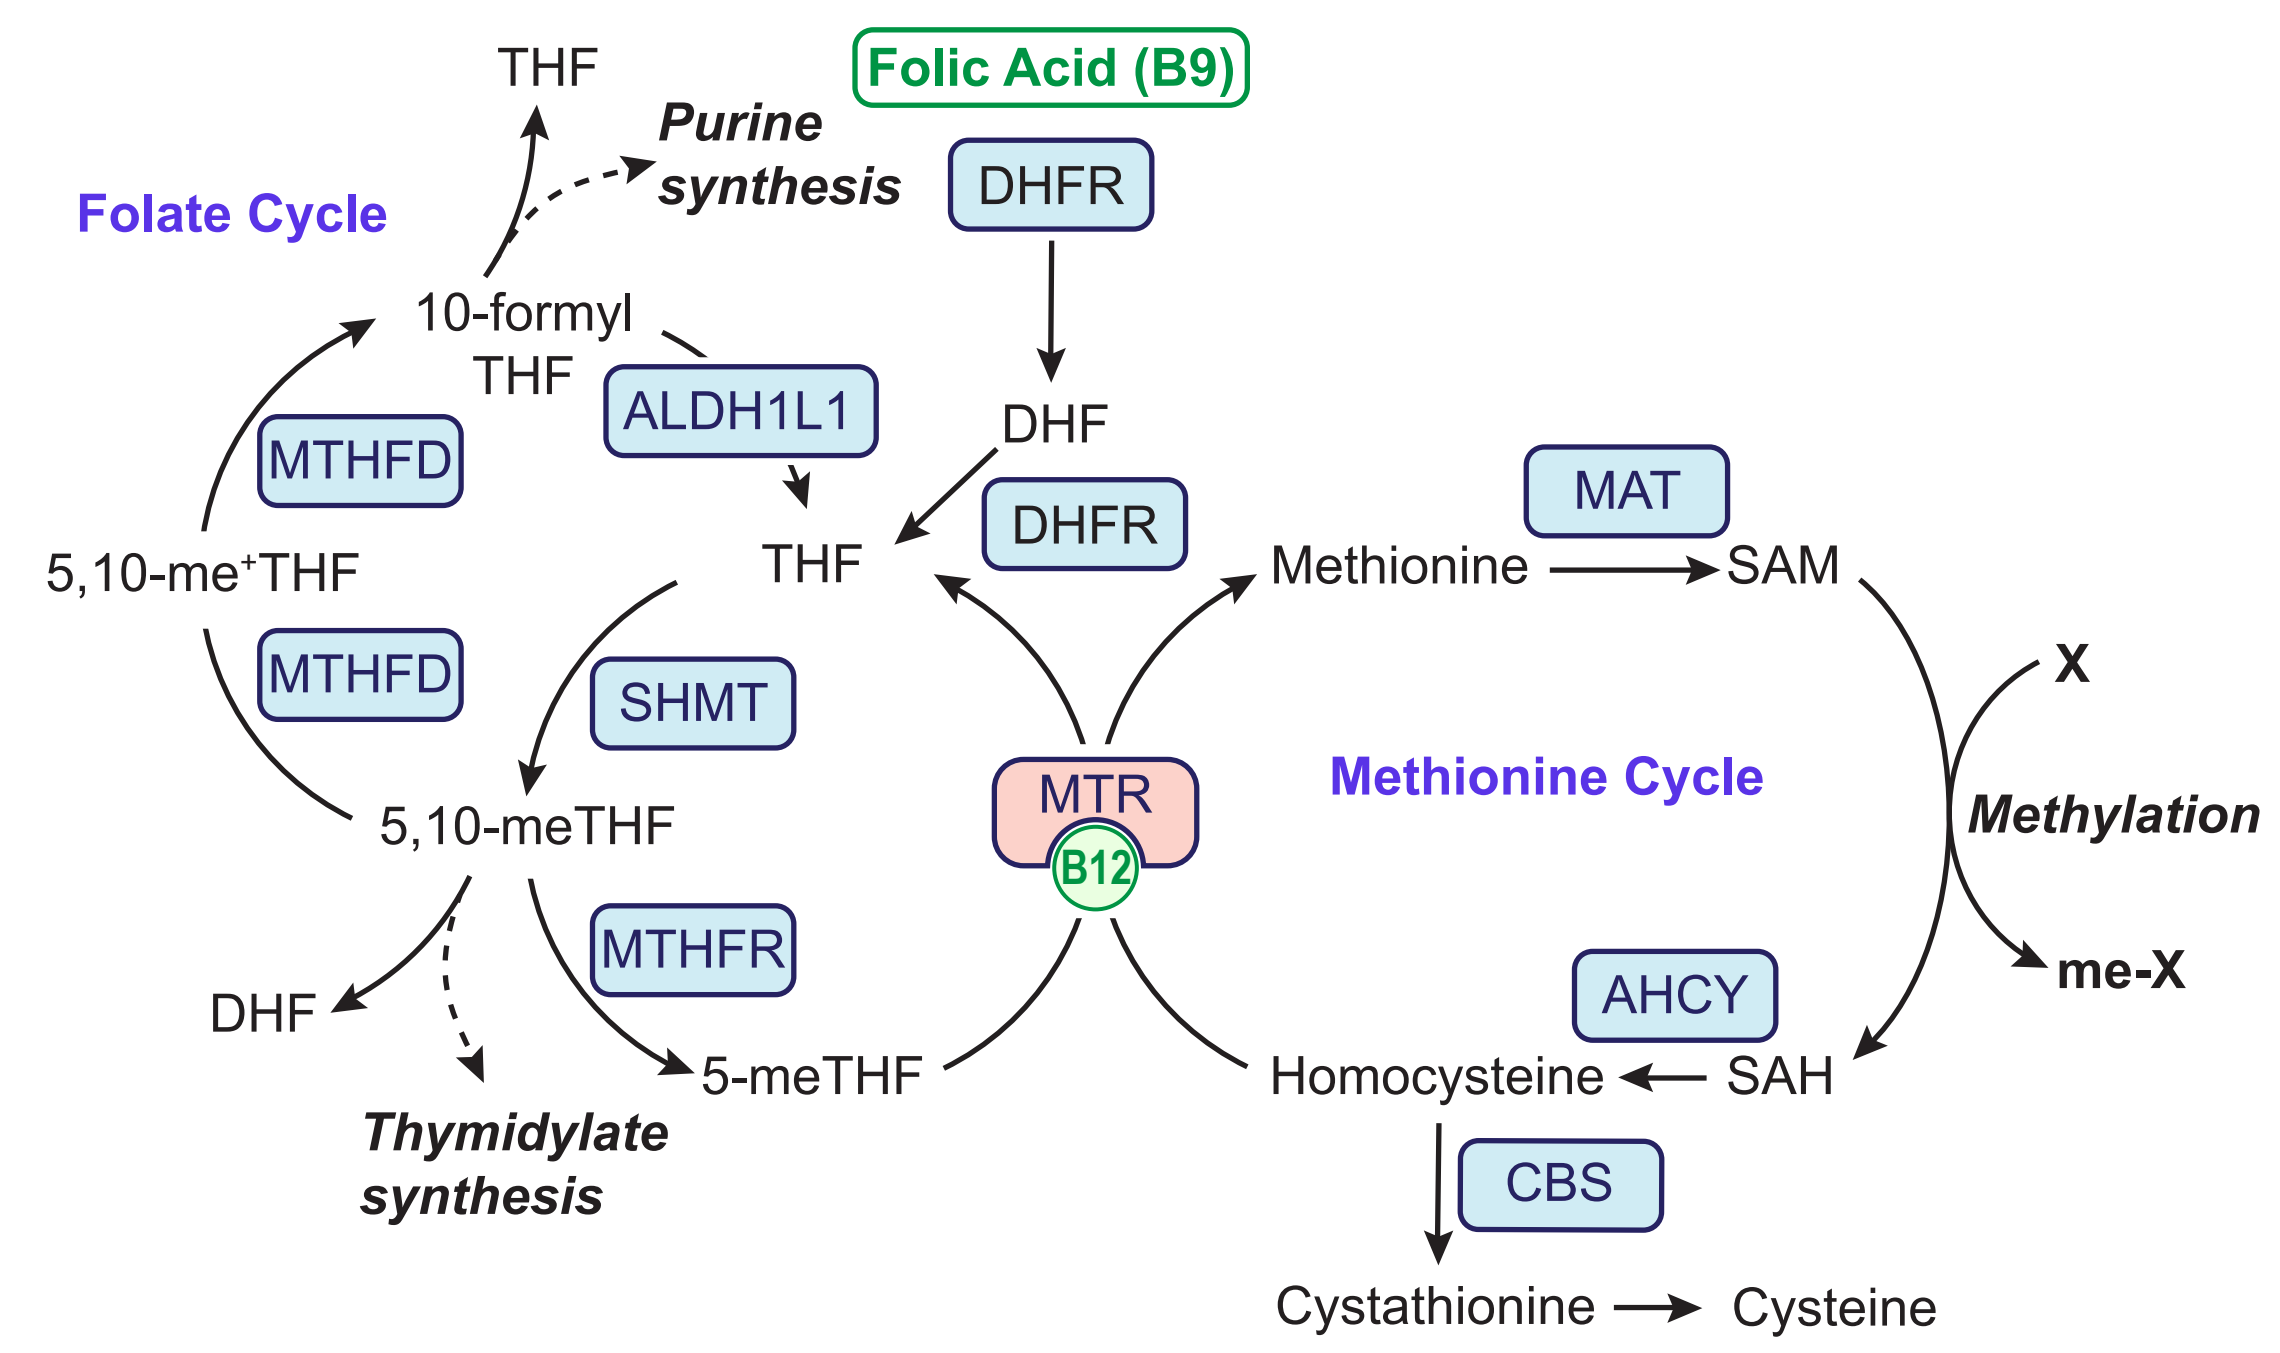 THF
Folic Acid (B9)
Purine
synthesis
DHFR
Folate Cycle
10-formyl
THF
ALDH1L1
DHF
MTHFD
MAT
DHFR
5,10-me⁺THF
THF
Methionine
SAM
MTHFD
SHMT
X
MTR
Methionine Cycle
Methylation
5,10-meTHF
B12
MTHFR
me-X
AHCY
DHF
5-meTHF
Homocysteine
SAH
Thymidylate
synthesis
CBS
Cystathionine
Cysteine